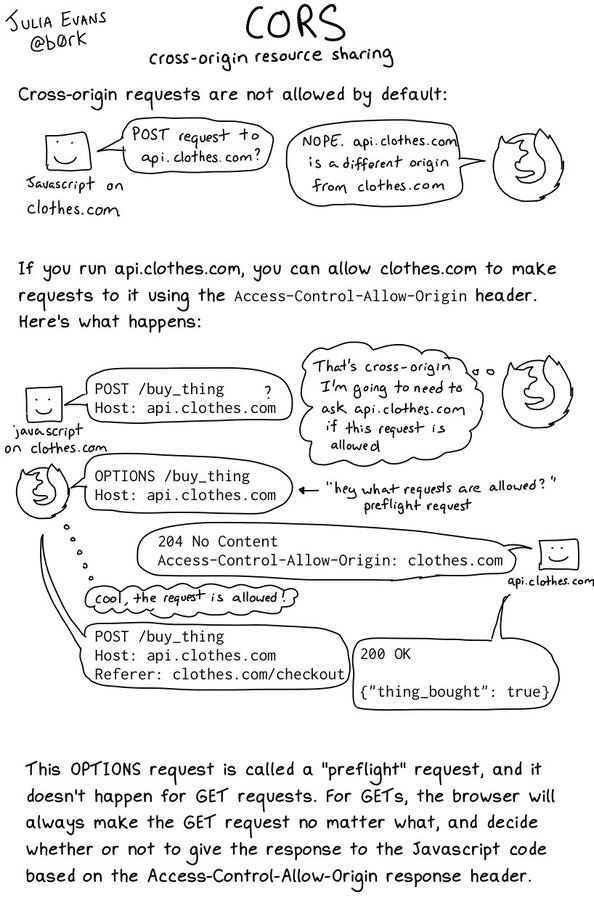 JULIA EVANS
@b0rk
CORS
cross-origin resource sharing
Cross-origin requests are not allowed by default:
POST request to
api.clothes.com?
NOPE. api.clothes.com
is a different origin
from clothes.com
Javascript on
clothes.com
If you run api.clothes.com, you can allow clothes.com to make
requests to it using the Access-Control-Allow-Origin header.
Here's what happens:
POST /buy_thing ?
Host: api.clothes.com
That's cross-origin
I'm going to need to
ask api.clothes.com
if this request is
allowed
javascript
on clothes.com
OPTIONS /buy_thing
Host: api.clothes.com
← "hey what requests are allowed?"
preflight request
204 No Content
Access-Control-Allow-Origin: clothes.com
api.clothes.com
cool, the request is allowed!
POST /buy_thing
Host: api.clothes.com
Referer: clothes.com/checkout
200 OK
{"thing_bought": true}
This OPTIONS request is called a "preflight" request, and it
doesn't happen for GET requests. For GETs, the browser will
always make the GET request no matter what, and decide
whether or not to give the response to the Javascript code
based on the Access-Control-Allow-Origin response header.